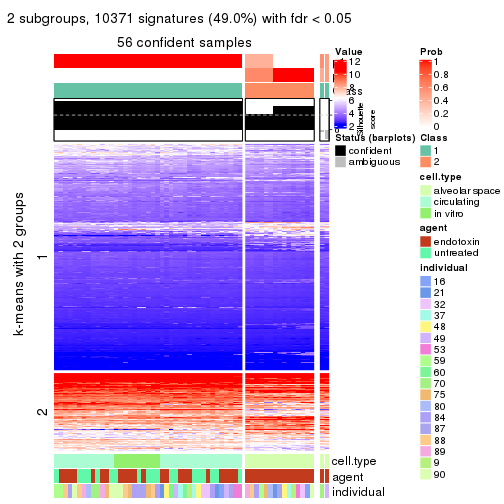 2 subgroups, 10371 signatures (49.0%) with fdr < 0.05
56 confident samples
k-means with 2 groups
1
2
cell.type
agent
individual
Value
12
10
8
6
4
2
0
Class
Silhouette
score
Prob
1
0.8
0.6
0.4
0.2
0
Status (barplots)
confident
ambiguous
Class
1
2
cell.type
alveolar space
circulating
in vitro
agent
endotoxin
untreated
individual
16
21
32
37
48
49
53
59
60
70
75
80
84
87
88
89
9
90